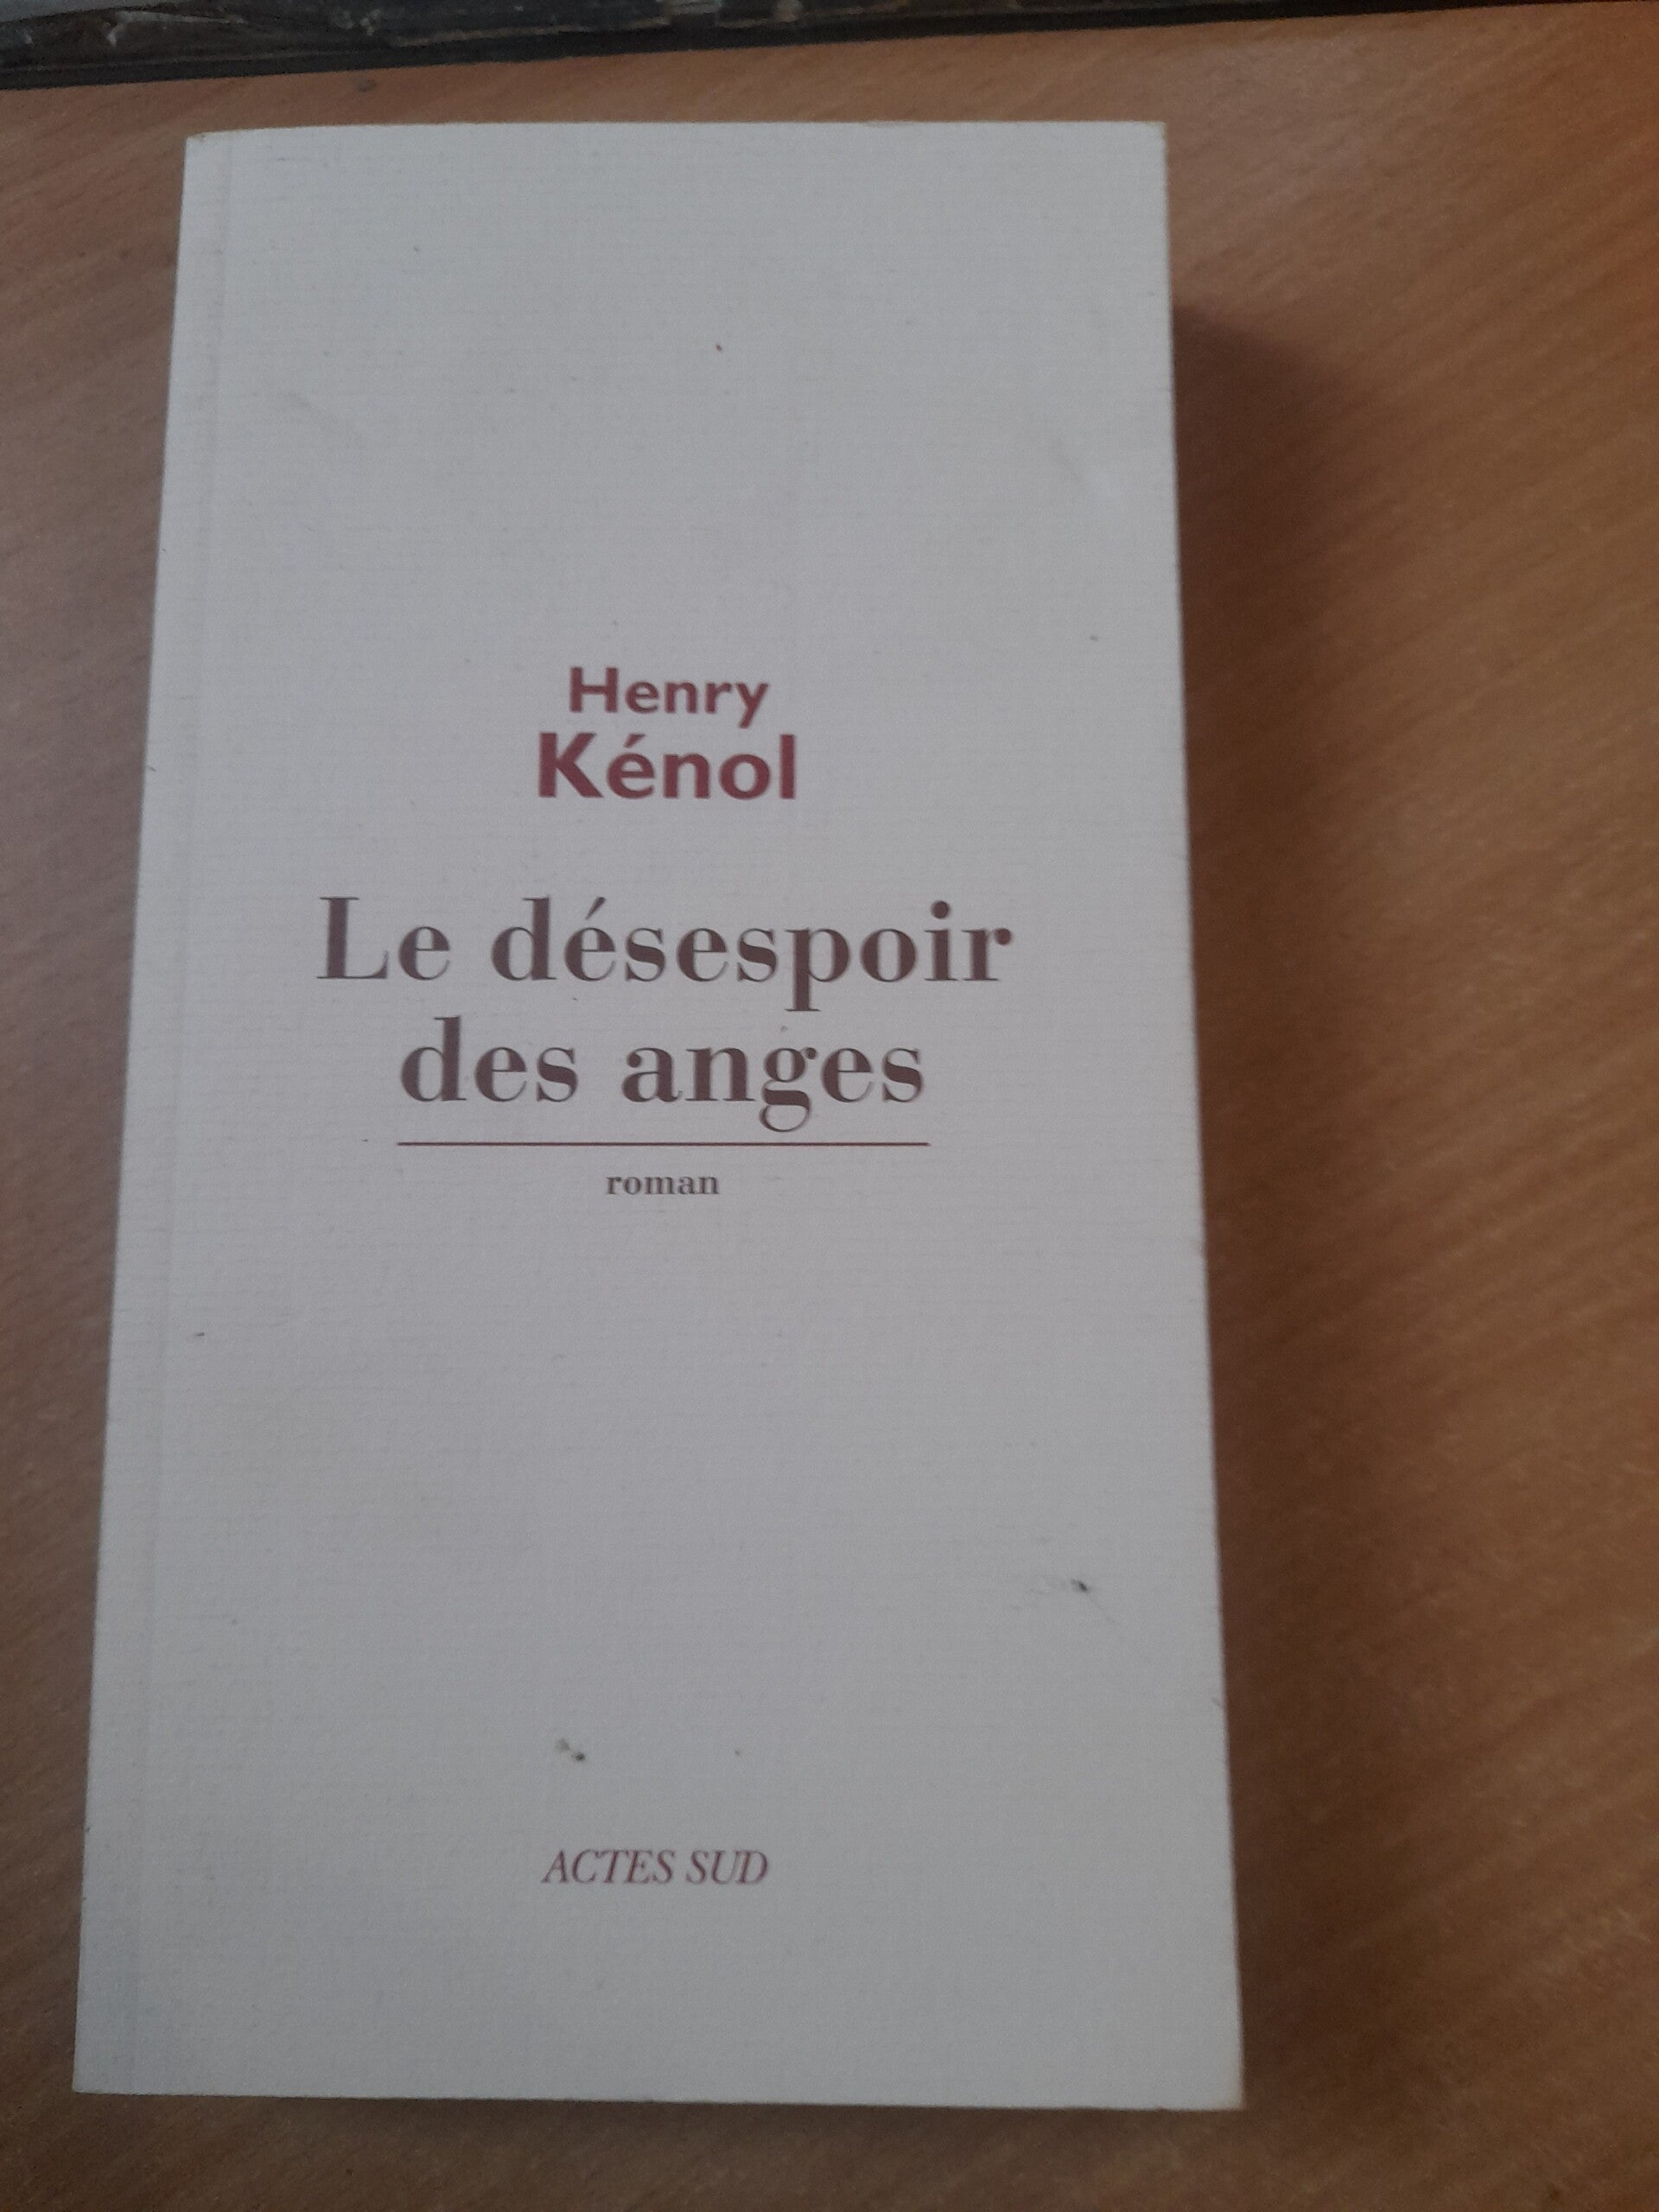 Henry
Kénol
Le désespoir
des anges
roman
ACTES SUD